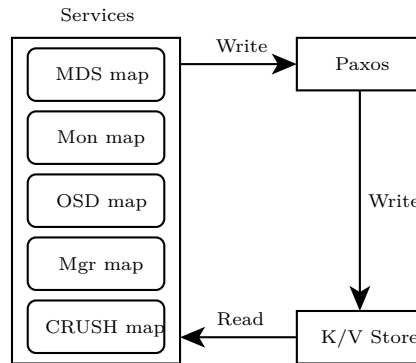 Services
MDS map
Mon map
OSD map
Mgr map
CRUSH map
Write
Paxos
Write
Read
K/V Store